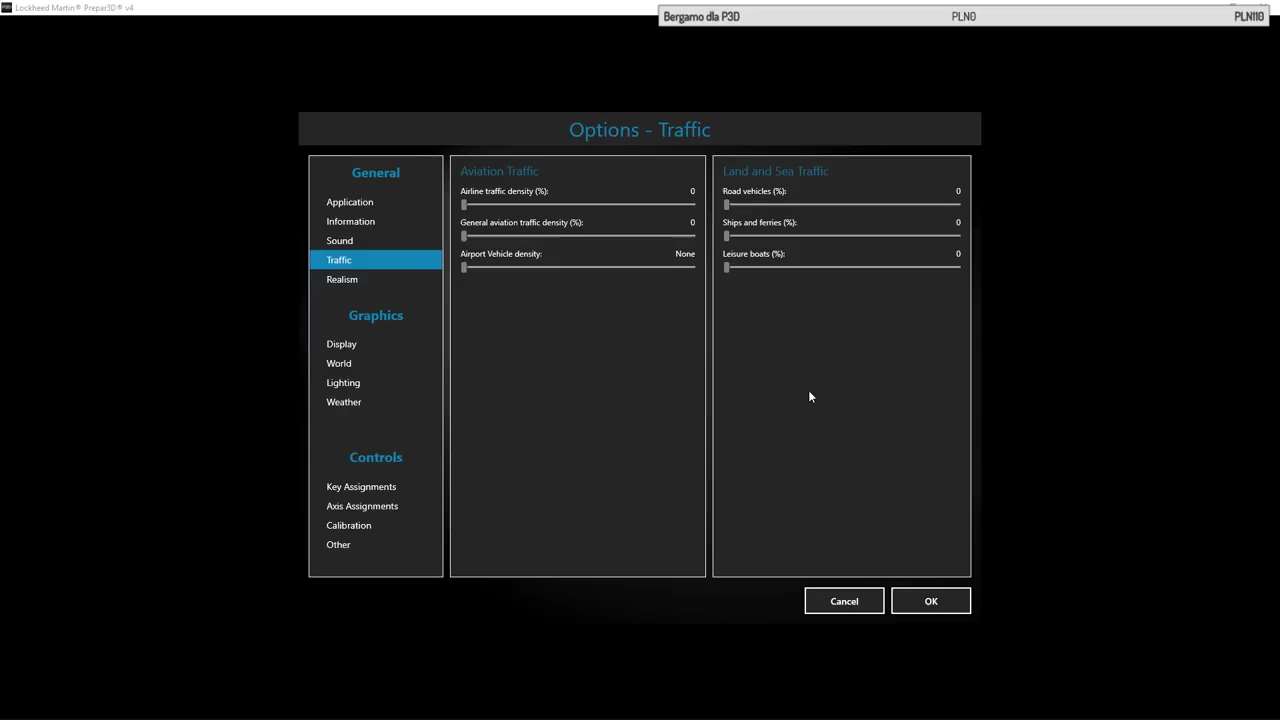 Lockheed Martin® Prepar3D® v4
Bergamo dla P3D PLN0 PLN110
Options - Traffic
General
Application
Information
Sound
Traffic
Realism
Graphics
Display
World
Lighting
Weather
Controls
Key Assignments
Axis Assignments
Calibration
Other
Aviation Traffic
Airline traffic density (%): 0
General aviation traffic density (%): 0
Airport Vehicle density: None
Land and Sea Traffic
Road vehicles (%): 0
Ships and ferries (%): 0
Leisure boats (%): 0
Cancel OK